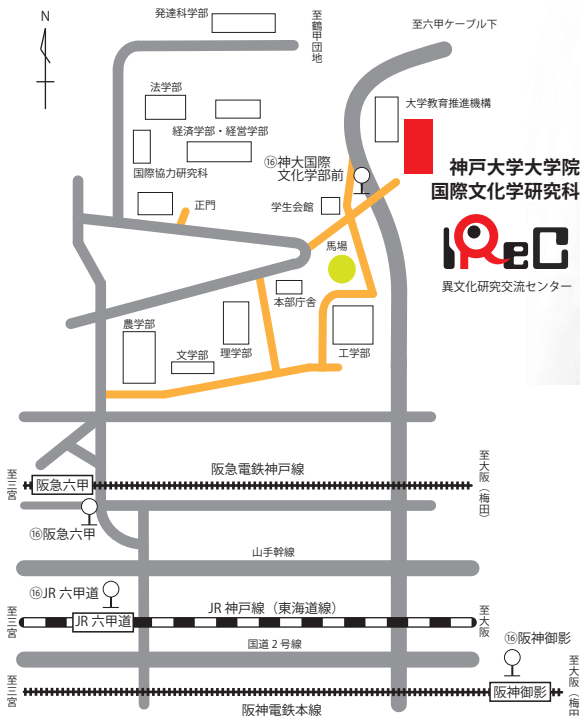 N
発達科学部
至鶴甲団地
至六甲ケーブル下
法学部
大学教育推進機構
経済学部・経営学部
国際協力研究科
⑯神大国際
文化学部前
神戸大学大学院
国際文化学研究科
正門
学生会館
IReC
馬場
異文化研究交流センター
本部庁舎
農学部
文学部
理学部
工学部
阪急電鉄神戸線
至三宮
阪急六甲
至大阪(梅田)
⑯阪急六甲
山手幹線
⑯JR 六甲道
JR 神戸線(東海道線)
至三宮
JR 六甲道
至大阪
国道2号線
⑯阪神御影
至三宮
阪神御影
至大阪(梅田
阪神電鉄本線